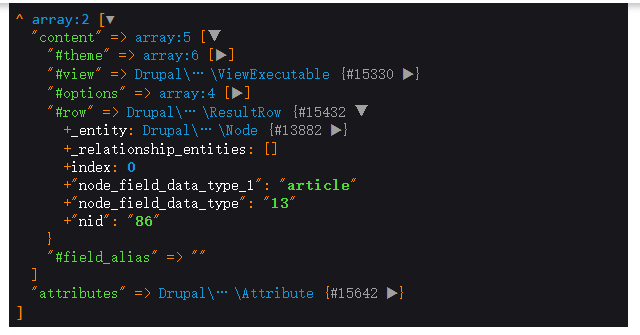 ^ array:2 [▼
"content" => array:5 [▼
"#theme" => array:6 [▶]
"#view" => Drupal\…\ViewExecutable {#15330 ▶}
"#options" => array:4 [▶]
"#row" => Drupal\…\ResultRow {#15432 ▼
+_entity: Drupal\…\Node {#13882 ▶}
+_relationship_entities: []
+index: 0
+"node_field_data_type_1": "article"
+"node_field_data_type": "13"
+"nid": "86"
}
"#field_alias" => ""
]
"attributes" => Drupal\…\Attribute {#15642 ▶}
]